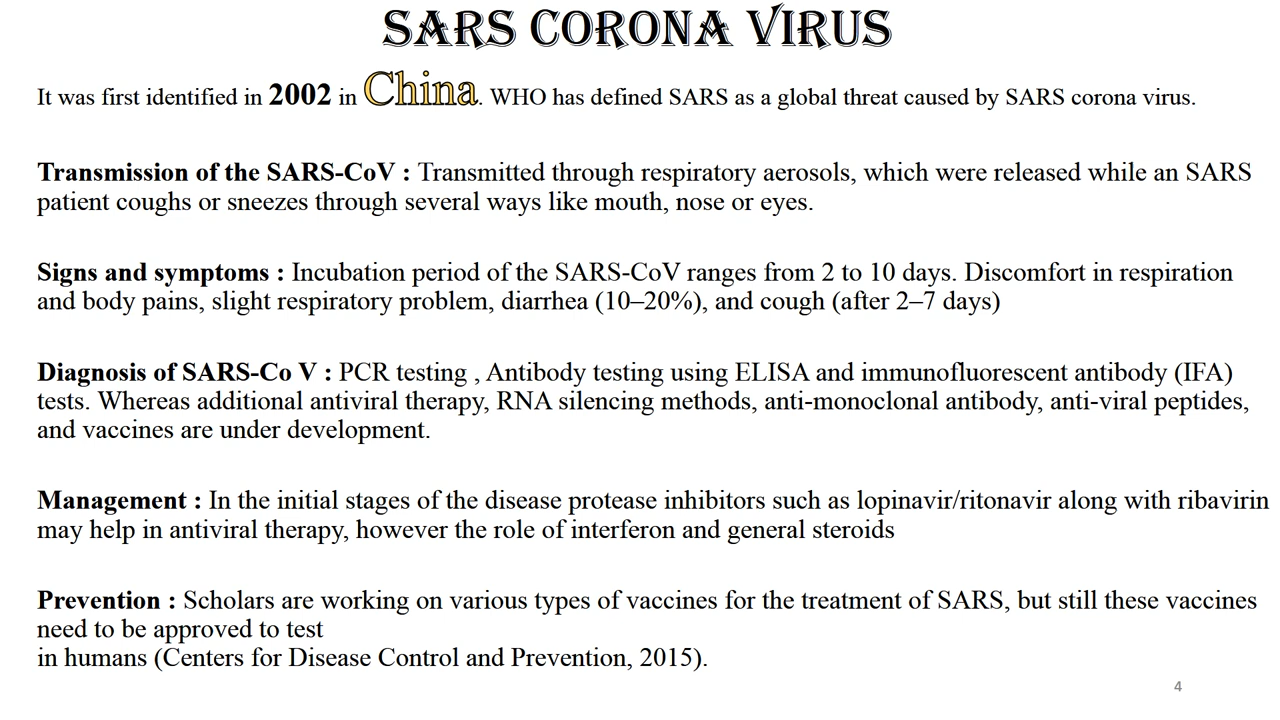 SARS CORONA VIRUS
It was first identified in 2002 in China. WHO has defined SARS as a global threat caused by SARS corona virus.
Transmission of the SARS-CoV : Transmitted through respiratory aerosols, which were released while an SARS
patient coughs or sneezes through several ways like mouth, nose or eyes.
Signs and symptoms : Incubation period of the SARS-CoV ranges from 2 to 10 days. Discomfort in respiration
and body pains, slight respiratory problem, diarrhea (10–20%), and cough (after 2–7 days)
Diagnosis of SARS-Co V : PCR testing , Antibody testing using ELISA and immunofluorescent antibody (IFA)
tests. Whereas additional antiviral therapy, RNA silencing methods, anti-monoclonal antibody, anti-viral peptides,
and vaccines are under development.
Management : In the initial stages of the disease protease inhibitors such as lopinavir/ritonavir along with ribavirin
may help in antiviral therapy, however the role of interferon and general steroids
Prevention : Scholars are working on various types of vaccines for the treatment of SARS, but still these vaccines
need to be approved to test
in humans (Centers for Disease Control and Prevention, 2015).
4